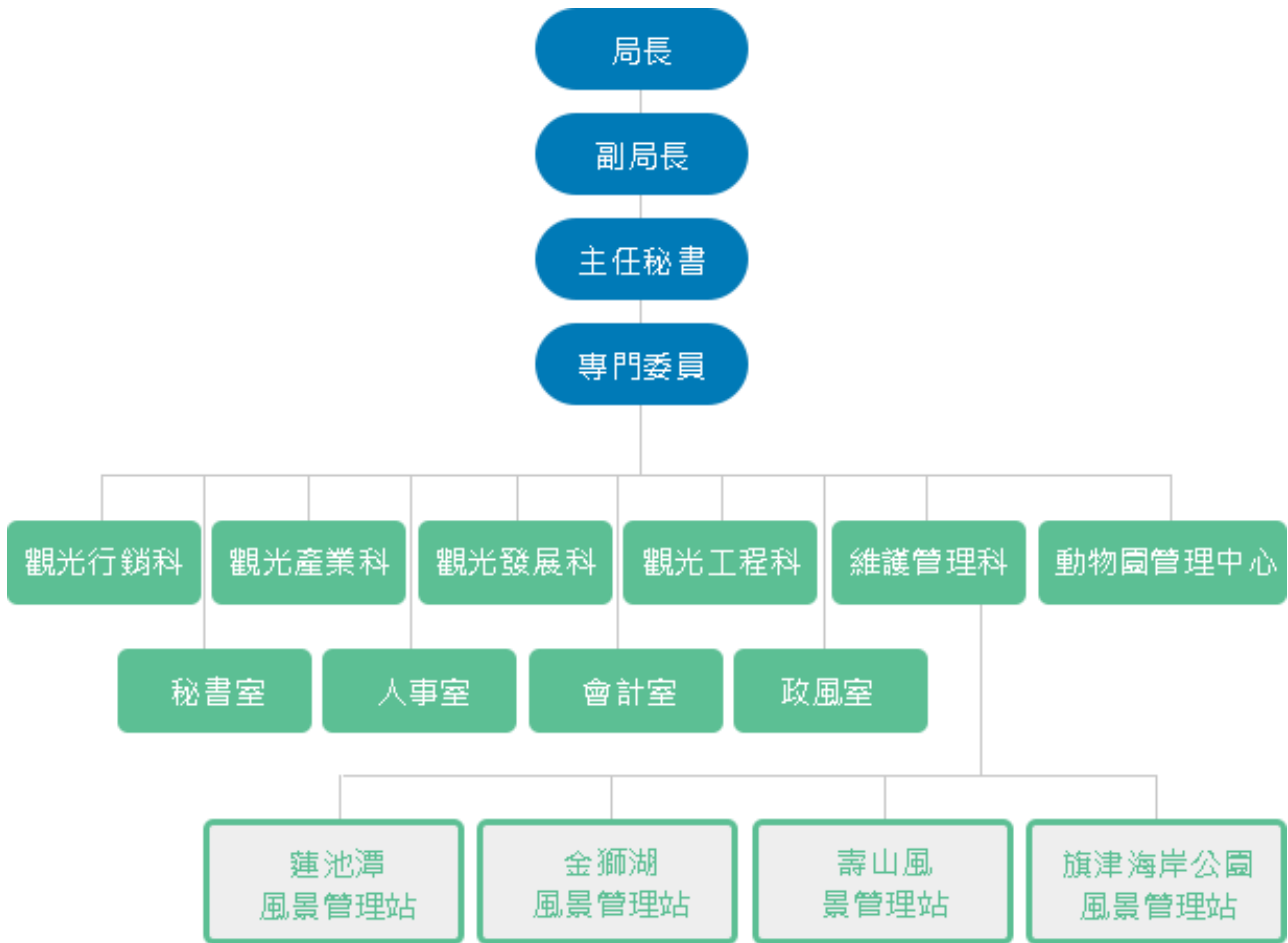 局長
副局長
主任秘書
專門委員
觀光行銷科
觀光產業科
觀光發展科
觀光工程科
維護管理科
動物園管理中心
秘書室
人事室
會計室
政風室
蓮池潭
風景管理站
金獅湖
風景管理站
壽山風
景管理站
旗津海岸公園
風景管理站